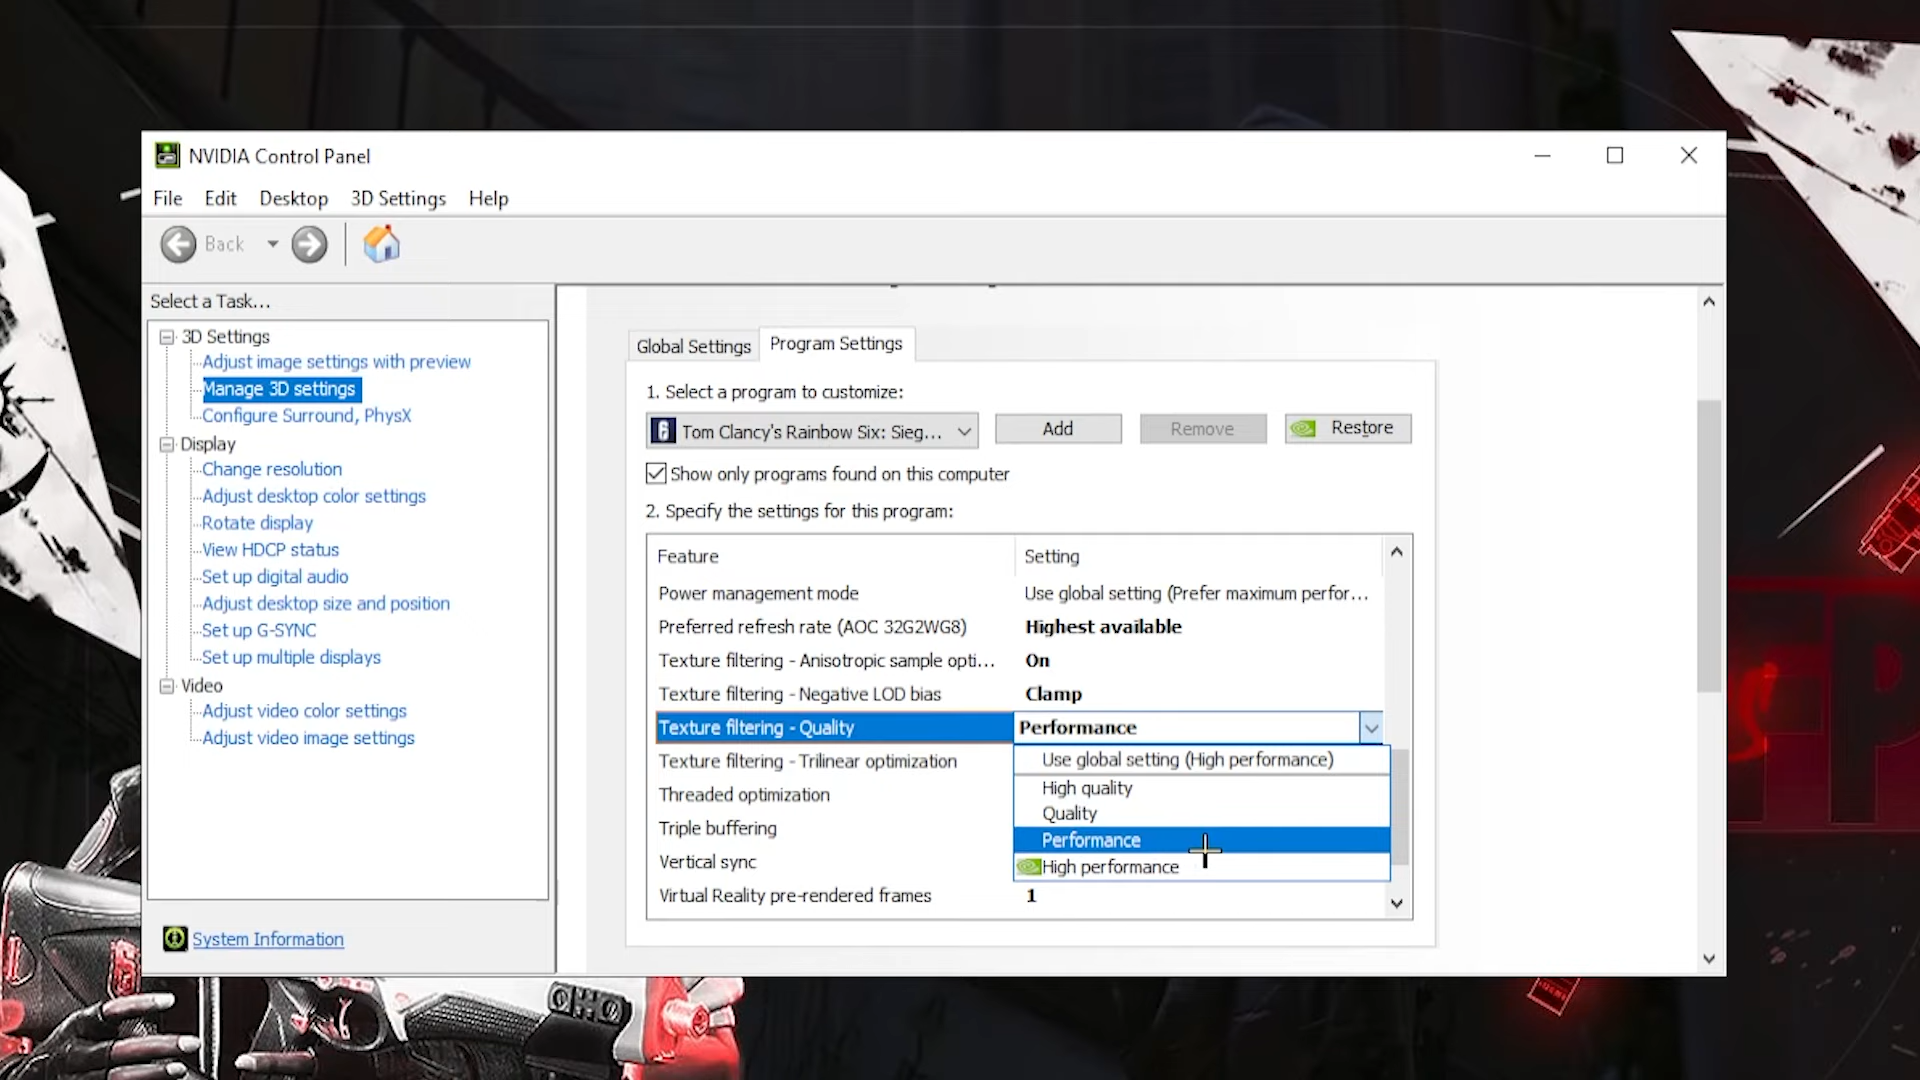 NVIDIA Control Panel
File Edit Desktop 3D Settings Help
Back
Select a Task...
3D Settings
Adjust image settings with preview
Manage 3D settings
Configure Surround, PhysX
Display
Change resolution
Adjust desktop color settings
Rotate display
View HDCP status
Set up digital audio
Adjust desktop size and position
Set up G-SYNC
Set up multiple displays
Video
Adjust video color settings
Adjust video image settings
System Information
Global Settings Program Settings
1. Select a program to customize:
Tom Clancy's Rainbow Six: Sieg... Add Remove Restore
Show only programs found on this computer
2. Specify the settings for this program:
Feature Setting
Power management mode Use global setting (Prefer maximum perfor...
Preferred refresh rate (AOC 32G2WG8) Highest available
Texture filtering - Anisotropic sample opti... On
Texture filtering - Negative LOD bias Clamp
Texture filtering - Quality Performance
Texture filtering - Trilinear optimization
Threaded optimization
Triple buffering
Vertical sync
Virtual Reality pre-rendered frames 1
Use global setting (High performance)
High quality
Quality
Performance
High performance